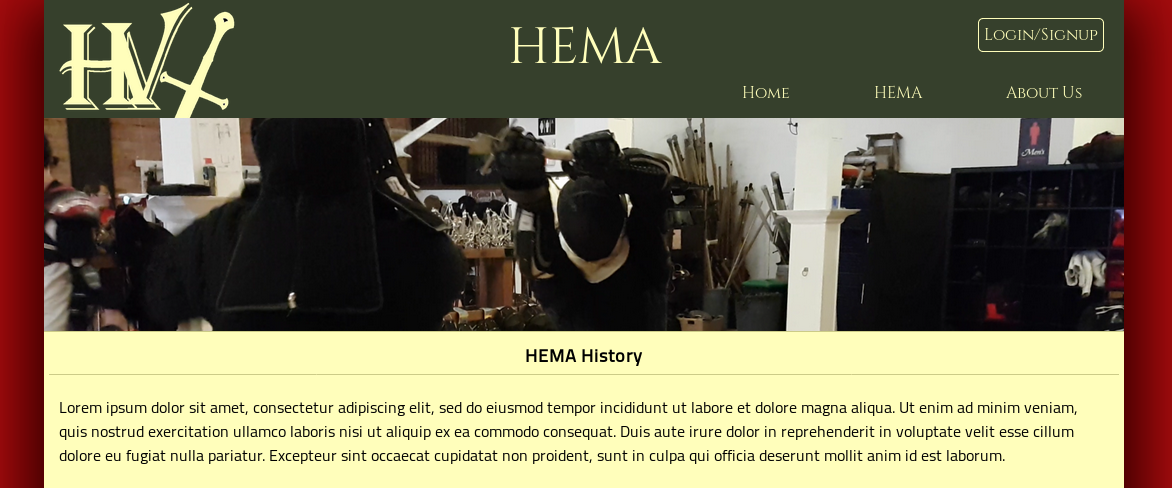 HV
HEMA
Login/Signup
Home HEMA About Us
Men's
HEMA History
Lorem ipsum dolor sit amet, consectetur adipiscing elit, sed do eiusmod tempor incididunt ut labore et dolore magna aliqua. Ut enim ad minim veniam,
quis nostrud exercitation ullamco laboris nisi ut aliquip ex ea commodo consequat. Duis aute irure dolor in reprehenderit in voluptate velit esse cillum
dolore eu fugiat nulla pariatur. Excepteur sint occaecat cupidatat non proident, sunt in culpa qui officia deserunt mollit anim id est laborum.